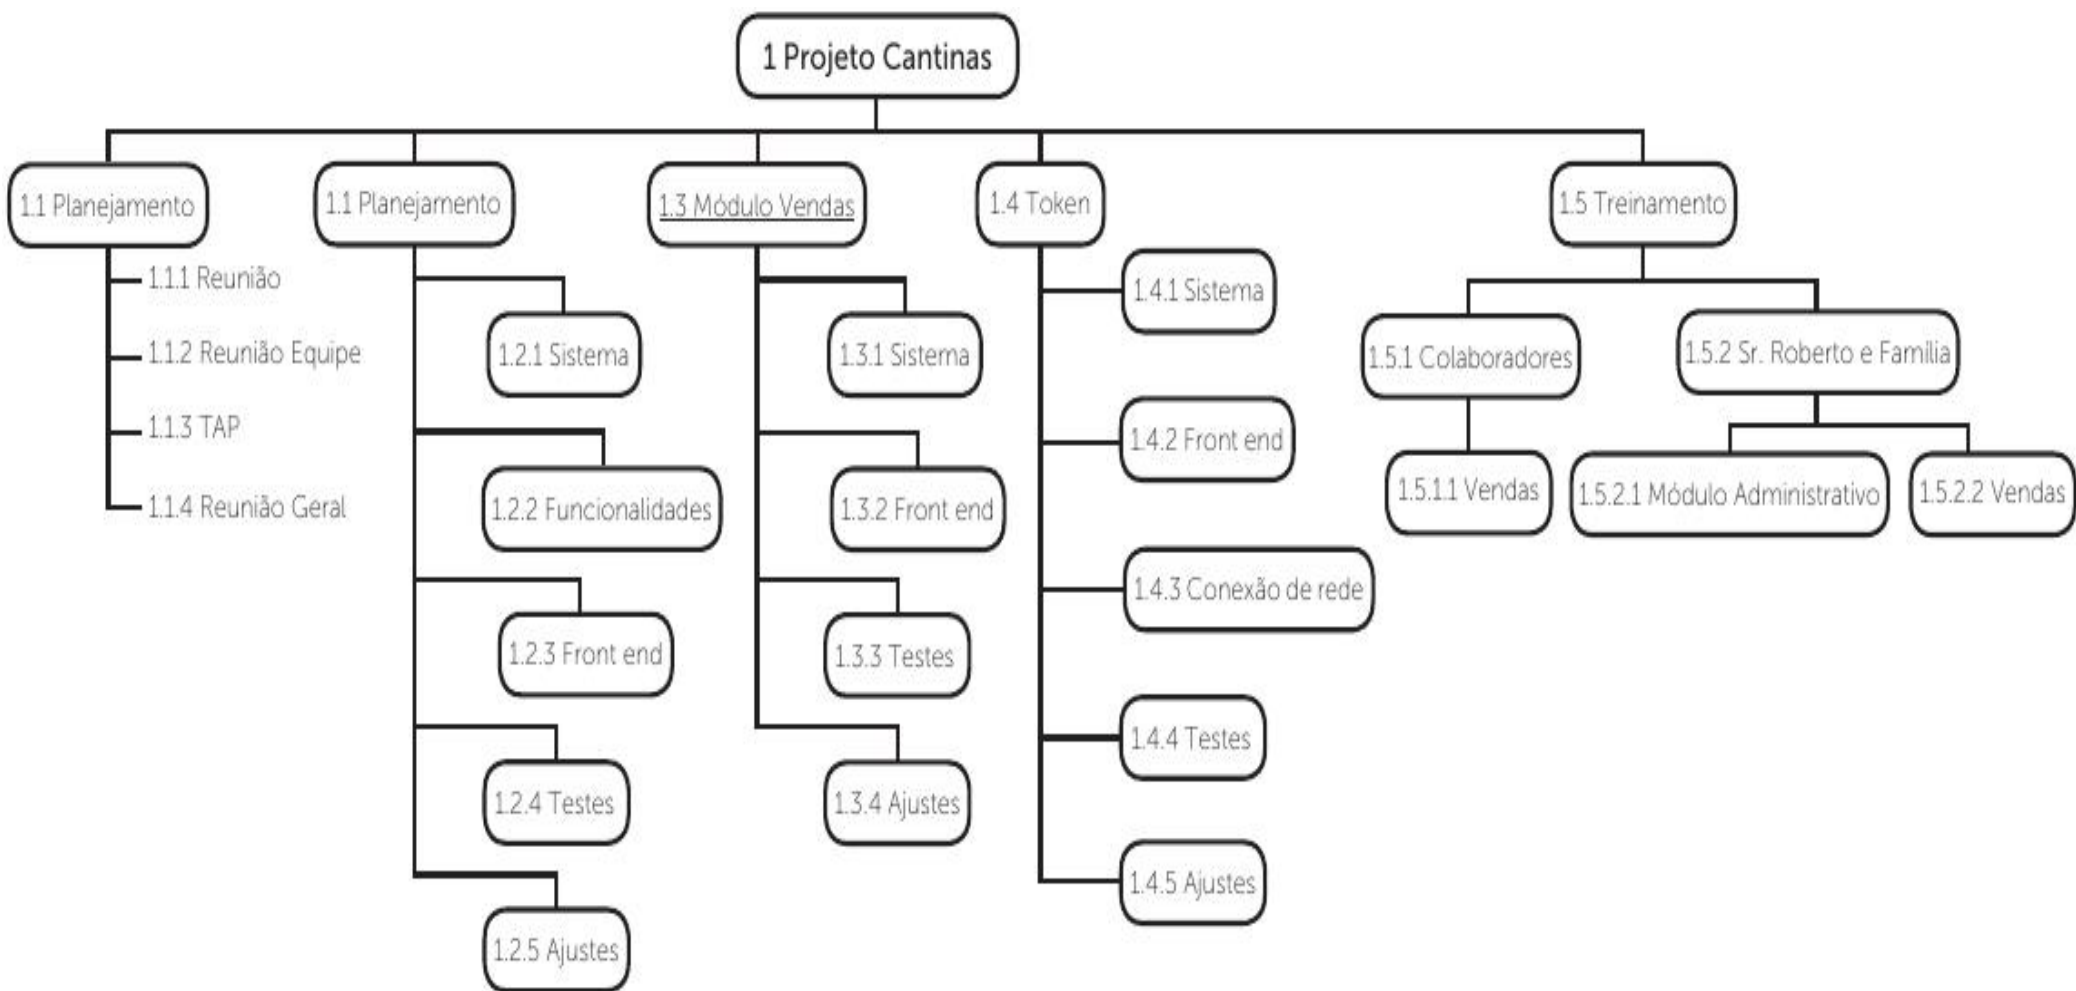 1 Projeto Cantinas
1.1 Planejamento
1.1.1 Reunião
1.1.2 Reunião Equipe
1.1.3 TAP
1.1.4 Reunião Geral
1.1 Planejamento
1.2.1 Sistema
1.2.2 Funcionalidades
1.2.3 Front end
1.2.4 Testes
1.2.5 Ajustes
1.3 Módulo Vendas
1.3.1 Sistema
1.3.2 Front end
1.3.3 Testes
1.3.4 Ajustes
1.4 Token
1.4.1 Sistema
1.4.2 Front end
1.4.3 Conexão de rede
1.4.4 Testes
1.4.5 Ajustes
1.5 Treinamento
1.5.1 Colaboradores
1.5.1.1 Vendas
1.5.2 Sr. Roberto e Família
1.5.2.1 Módulo Administrativo
1.5.2.2 Vendas